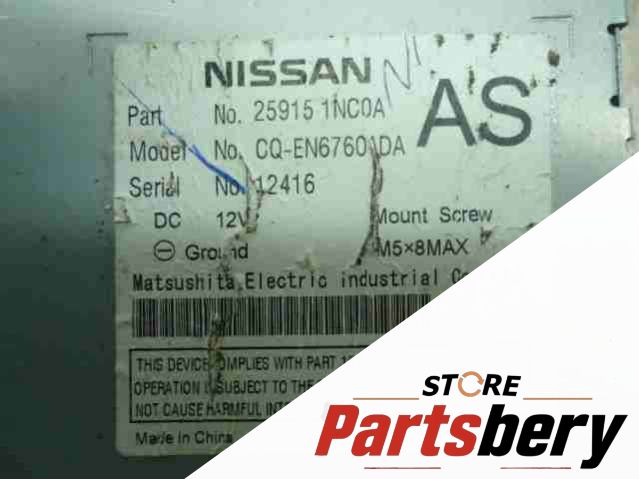 NISSAN
AS
Part No. 25915 1NC0A
Model No. CQ-EN6760
Serial No. 12416
DC 12V Mount Screw
⊖ Ground M5×8MAX
Matsushita Electric industrial
THIS DEVICE COMPLIES WITH PART
OPERATION IS SUBJECT TO THE
NOT CAUSE HARMFUL
Made in China
STORE
Partsbery